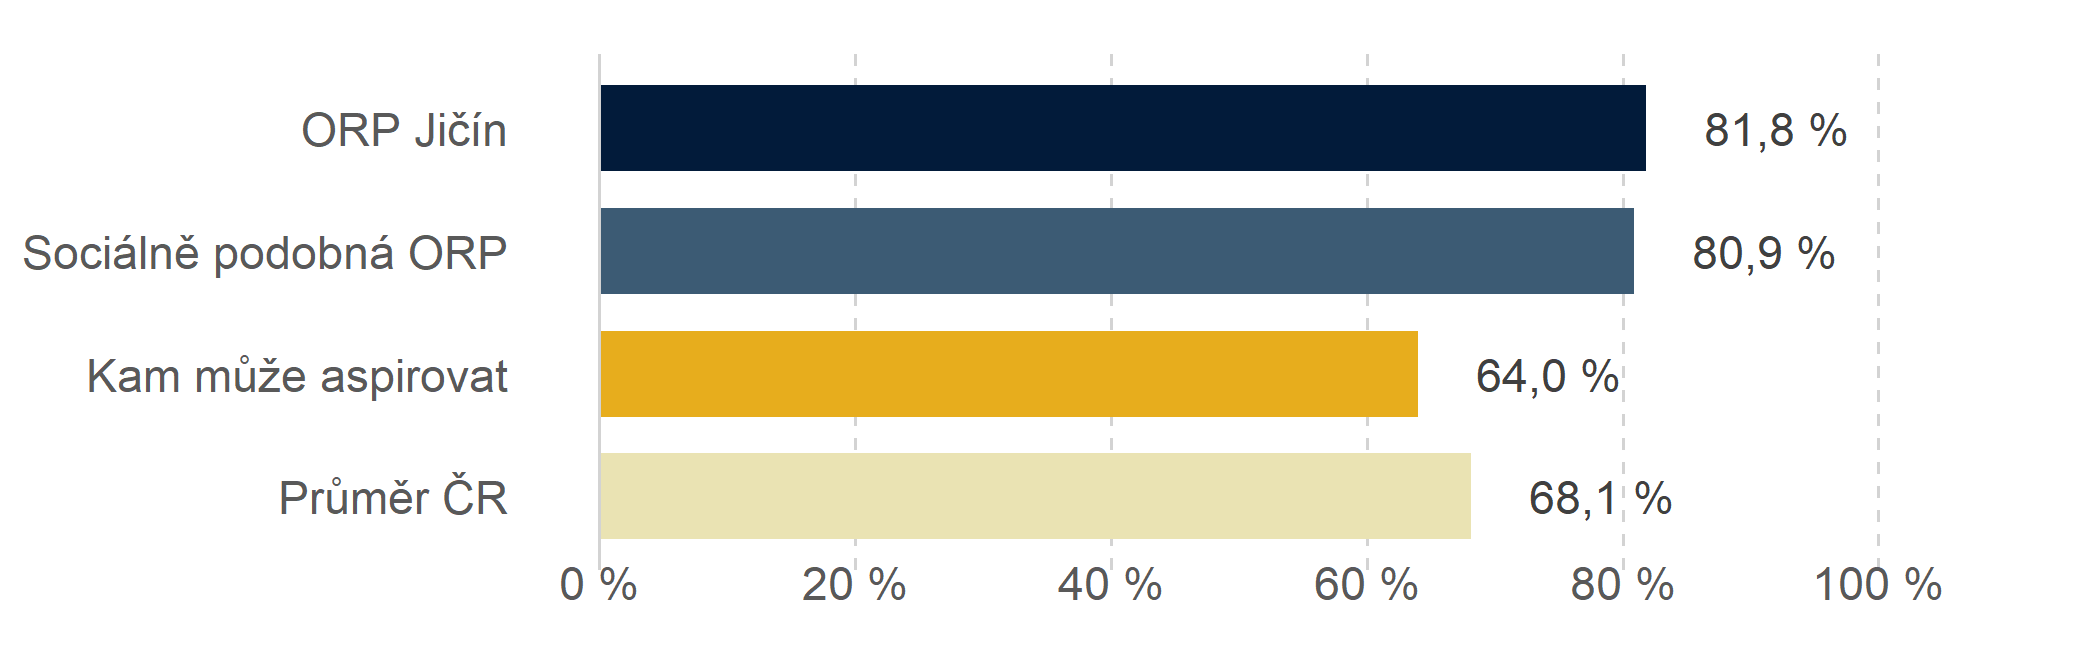 ORP Jičín
81,8 %
Sociálně podobná ORP
80,9 %
Kam může aspirovat
64,0 %
Průměr ČR
68,1 %
0 %
20 %
40 %
60 %
80 %
100 %